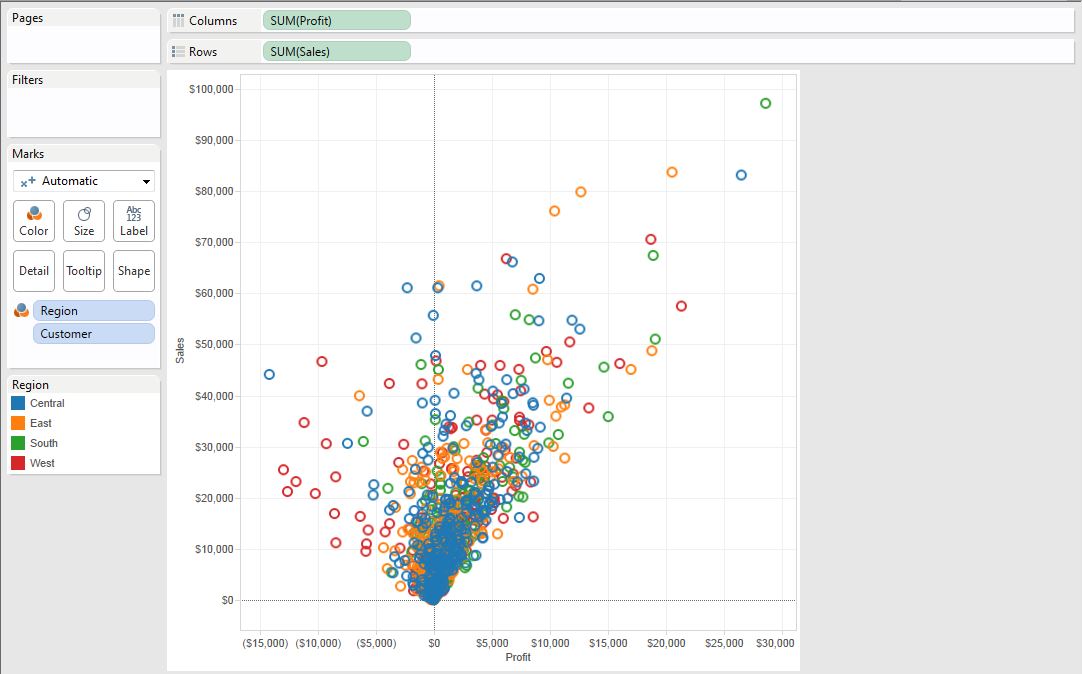 Pages
Columns SUM(Profit)
Rows SUM(Sales)
Filters
Marks
Automatic
Color Size Abc 123 Label
Detail Tooltip Shape
Region
Customer
Region
Central
East
South
West
$100,000
$90,000
$80,000
$70,000
$60,000
$50,000
$40,000
$30,000
$20,000
$10,000
$0
Sales
($15,000) ($10,000) ($5,000) $0 $5,000 $10,000 $15,000 $20,000 $25,000 $30,000
Profit